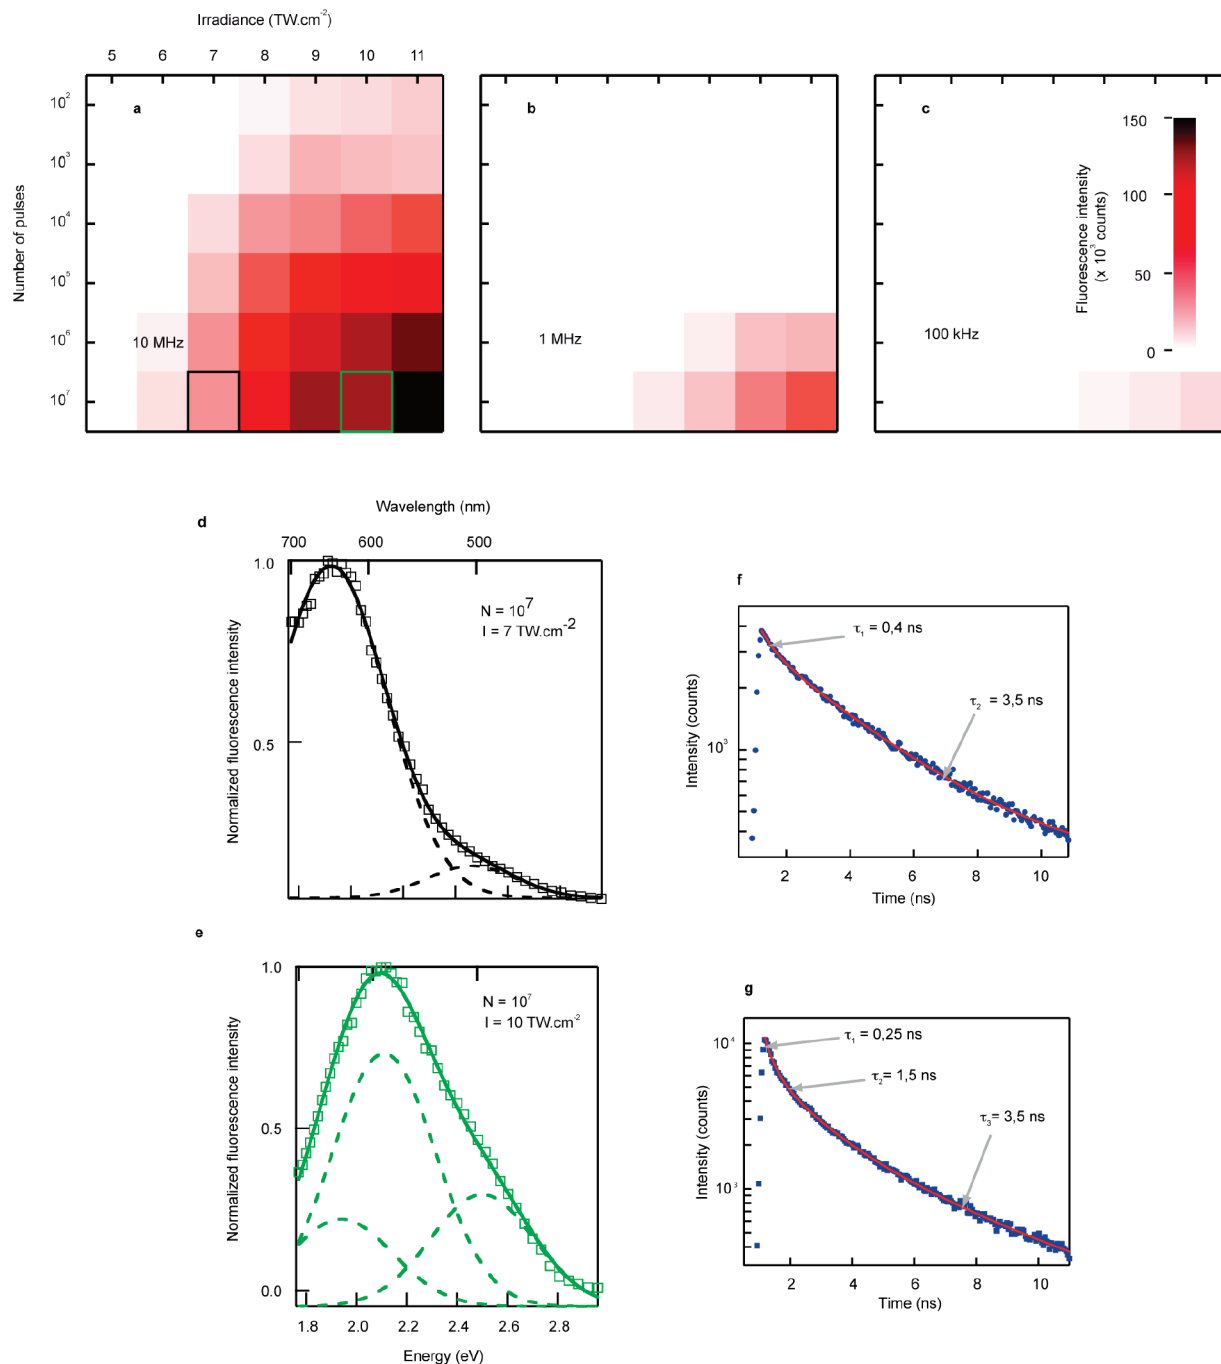 Irradiance (TW.cm⁻²)
5 6 7 8 9 10 11
Number of pulses
10²
10³
10⁴
10⁵
10⁶
10⁷
a
10 MHz
b
1 MHz
c
100 kHz
Fluorescence intensity
(x 10³ counts)
150
100
50
0
d
Wavelength (nm)
700 600 500
Normalized fluorescence intensity
1.0
0.5
N = 10⁷
I = 7 TW.cm⁻²
e
Normalized fluorescence intensity
1.0
0.5
0.0
N = 10⁷
I = 10 TW.cm⁻²
1.8 2.0 2.2 2.4 2.6 2.8
Energy (eV)
f
Intensity (counts)
10³
τ₁ = 0,4 ns
τ₂ = 3,5 ns
2 4 6 8 10
Time (ns)
g
Intensity (counts)
10⁴
10³
τ₁ = 0,25 ns
τ₂= 1,5 ns
τ₃= 3,5 ns
2 4 6 8 10
Time (ns)